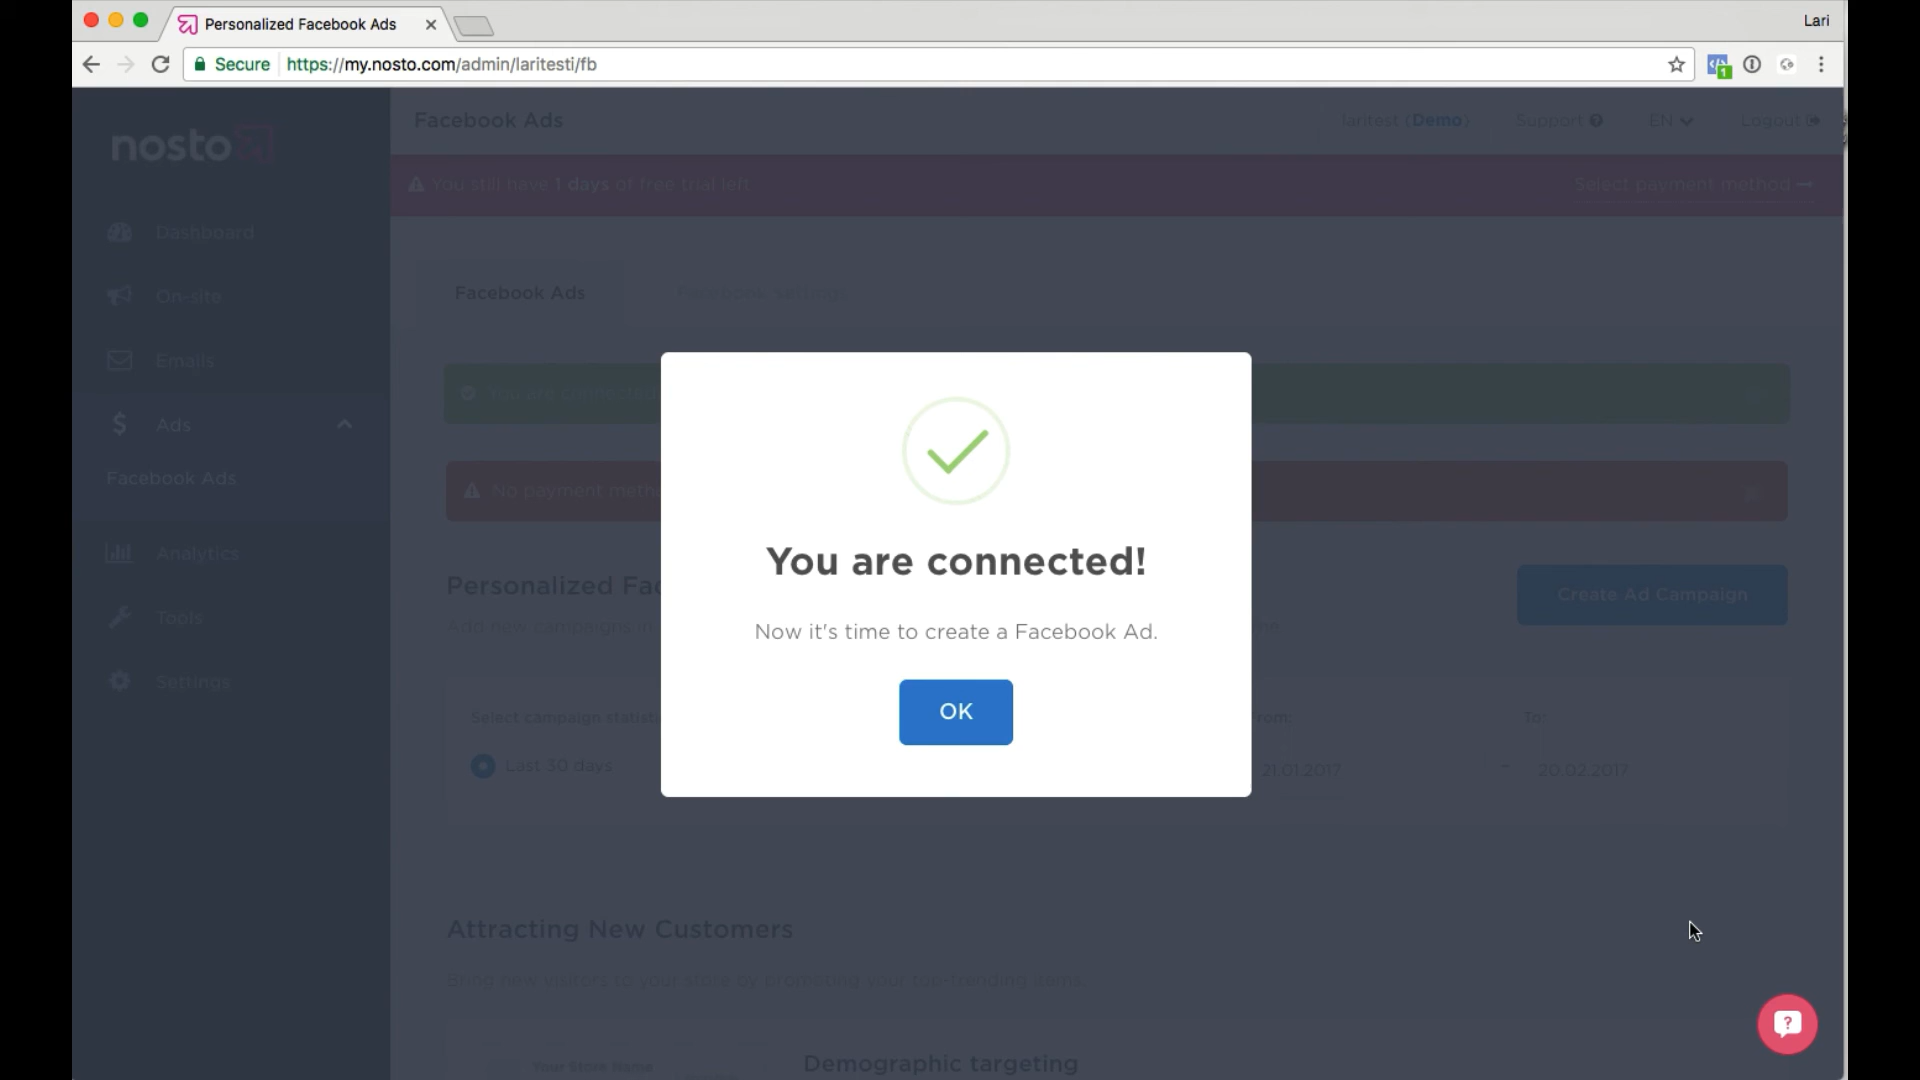 Personalized Facebook Ads
Lari
Secure https://my.nosto.com/admin/laritesti/fb
1
nosto
Facebook Ads
laritest (Demo)
Support
EN
Logout
You still have 1 days of free trial left
Select payment method
Dashboard
On-site
Emails
Ads
Facebook Ads
Analytics
Tools
Settings
Facebook Ads
Facebook Settings
You are connected
No payment
Personalized
Add new campaigns in
Create Ad Campaign
Select campaign
Last 30 days
To:
21.01.2017 - 20.02.2017
You are connected!
Now it's time to create a Facebook Ad.
OK
Attracting New Customers
Bring new visitors to your store by promoting your top-trending items.
Your Store Name
Demographic targeting